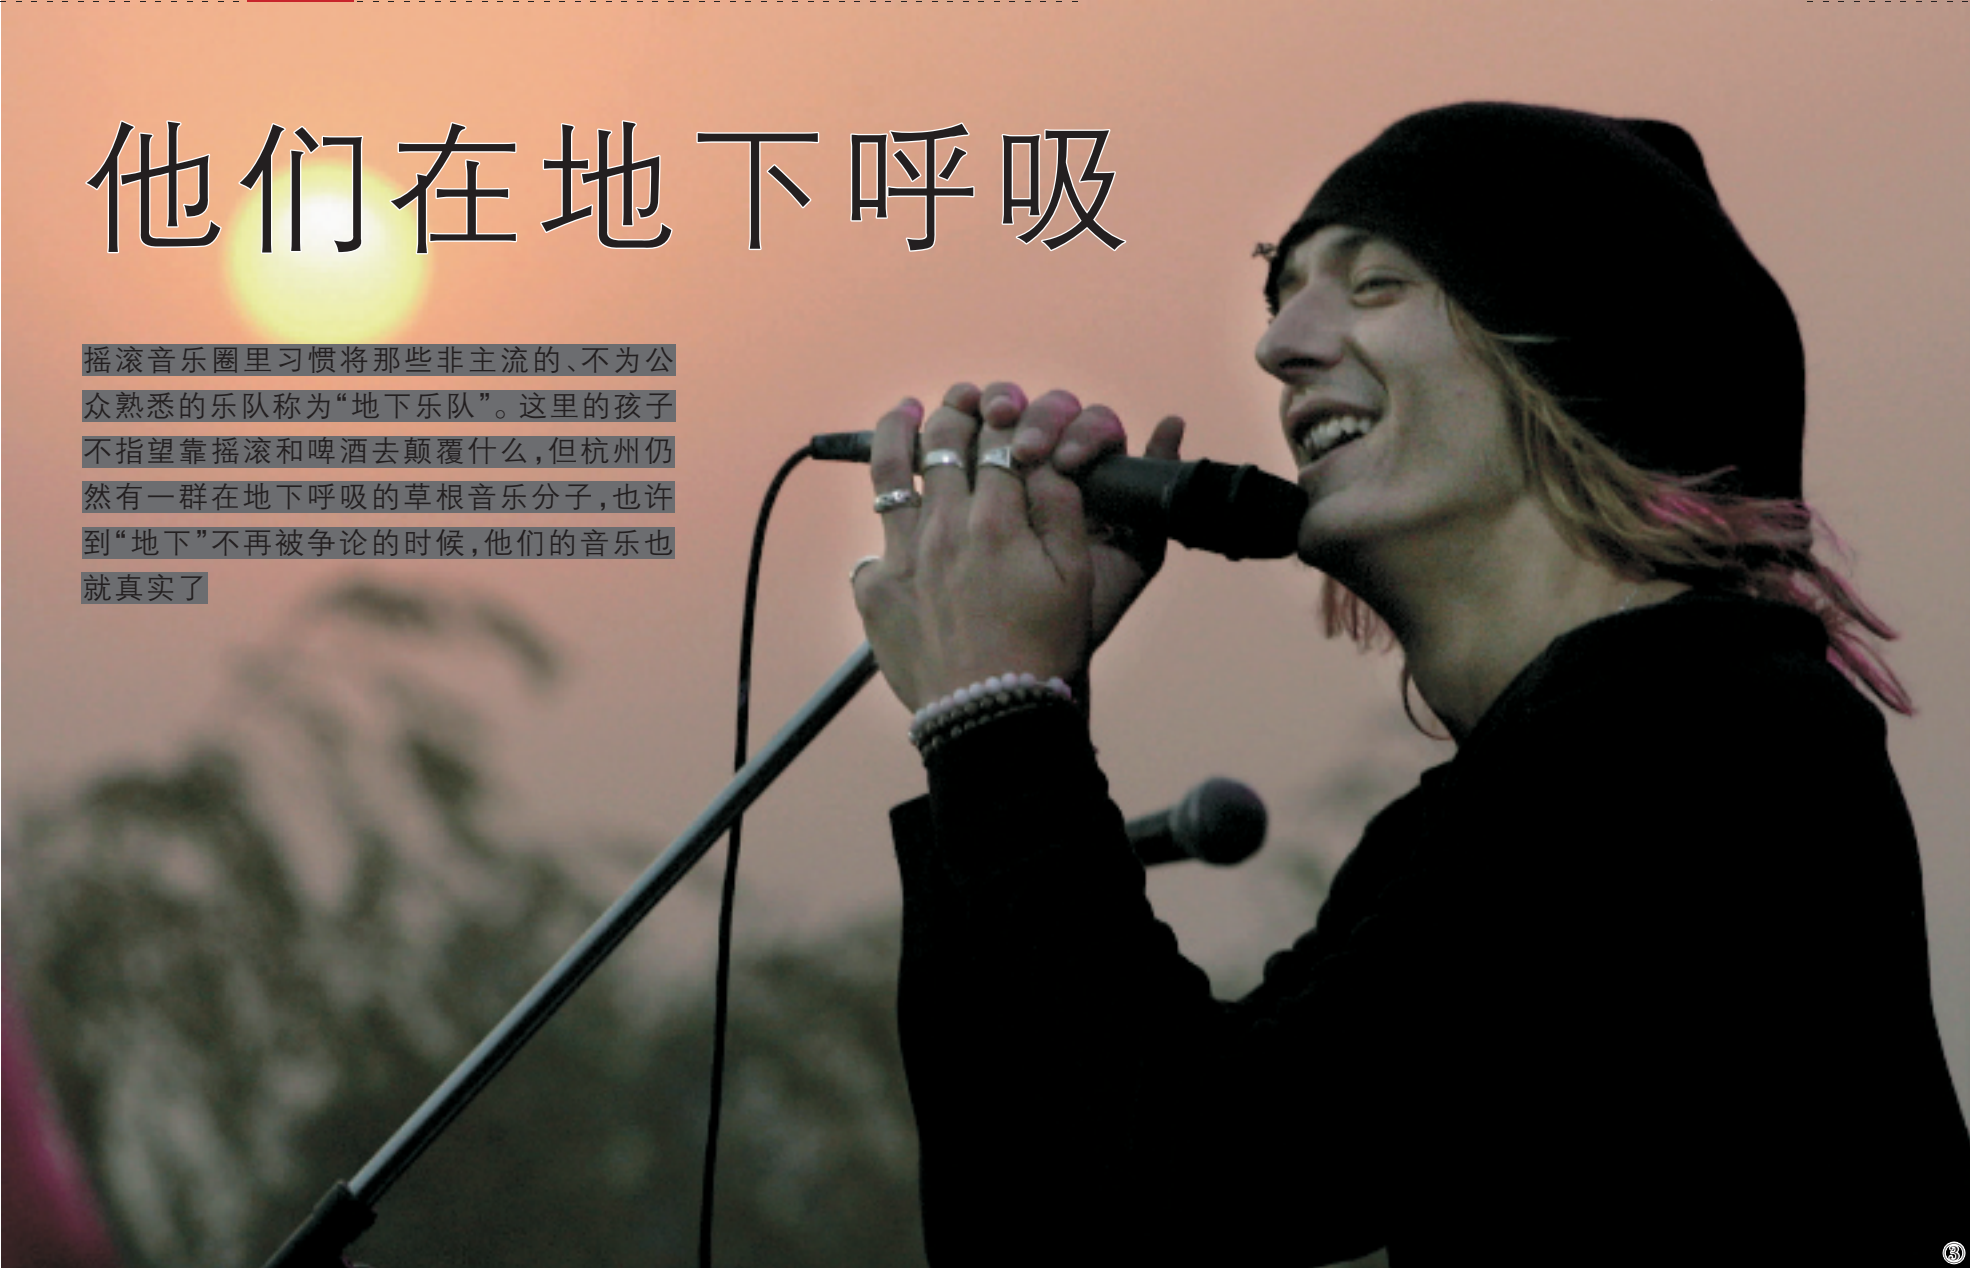 他们在地下呼吸
摇滚音乐圈里习惯将那些非主流的、不为公
众熟悉的乐队称为“地下乐队”。这里的孩子
不指望靠摇滚和啤酒去颠覆什么,但杭州仍
然有一群在地下呼吸的草根音乐分子,也许
到“地下”不再被争论的时候,他们的音乐也
就真实了
③